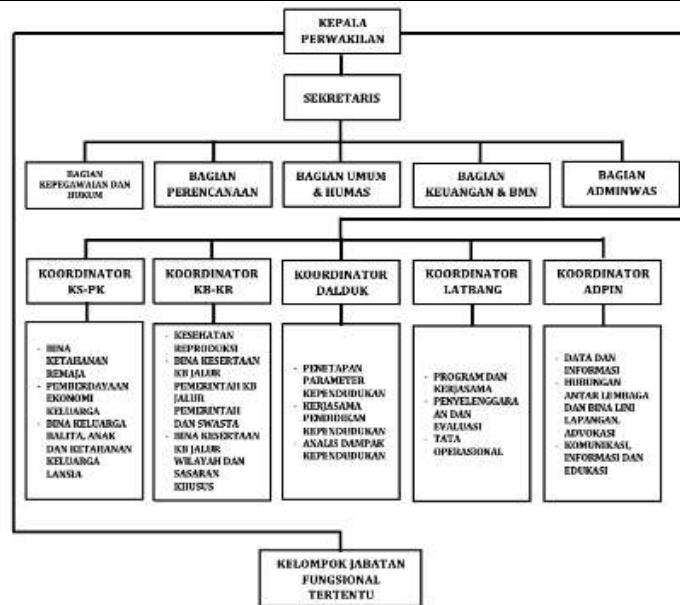 KEPALA
PERWAKILAN
SEKRETARIS
BAGIAN
KEPEGAWAIAN DAN
HUKUM
BAGIAN
PERENCANAAN
BAGIAN UMUM
& HUMAS
BAGIAN
KEUANGAN & BMN
BAGIAN
ADMINWAS
KOORDINATOR
KS-PK
KOORDINATOR
KB-KR
KOORDINATOR
DALDUK
KOORDINATOR
LATBANG
KOORDINATOR
ADPIN
- BINA
KETAHANAN
REMAJA
- PEMBERDAYAAN
EKONOMI
KELUARGA
- BINA KELUARGA
BALITA, ANAK
DAN KETAHANAN
KELUARGA
LANSIA
- KESEHATAN
REPRODUKSI
- BINA KESERTAAN
KB JALUR
PEMERINTAH KB
JALUR
PEMERINTAH
DAN SWASTA
- BINA KESERTAAN
KB JALUR
WILAYAH DAN
SASARAN
KHUSUS
- PENETAPAN
PARAMETER
KEPENDUDUKAN
- KERJASAMA
PENDIDIKAN
KEPENDUDUKAN
- ANALIS DAMPAK
KEPENDUDUKAN
- PROGRAM DAN
KERJASAMA
- PENYELENGGARA
AN DAN
EVALUASI
- TATA
OPERASIONAL
- DATA DAN
INFORMASI
- HUBUNGAN
ANTAR LEMBAGA
DAN BINA LINI
LAPANGAN.
ADVOKASI
- KOMUNIKASI,
INFORMASI DAN
EDUKASI
KELOMPOK JABATAN
FUNGSIONAL
TERTENTU